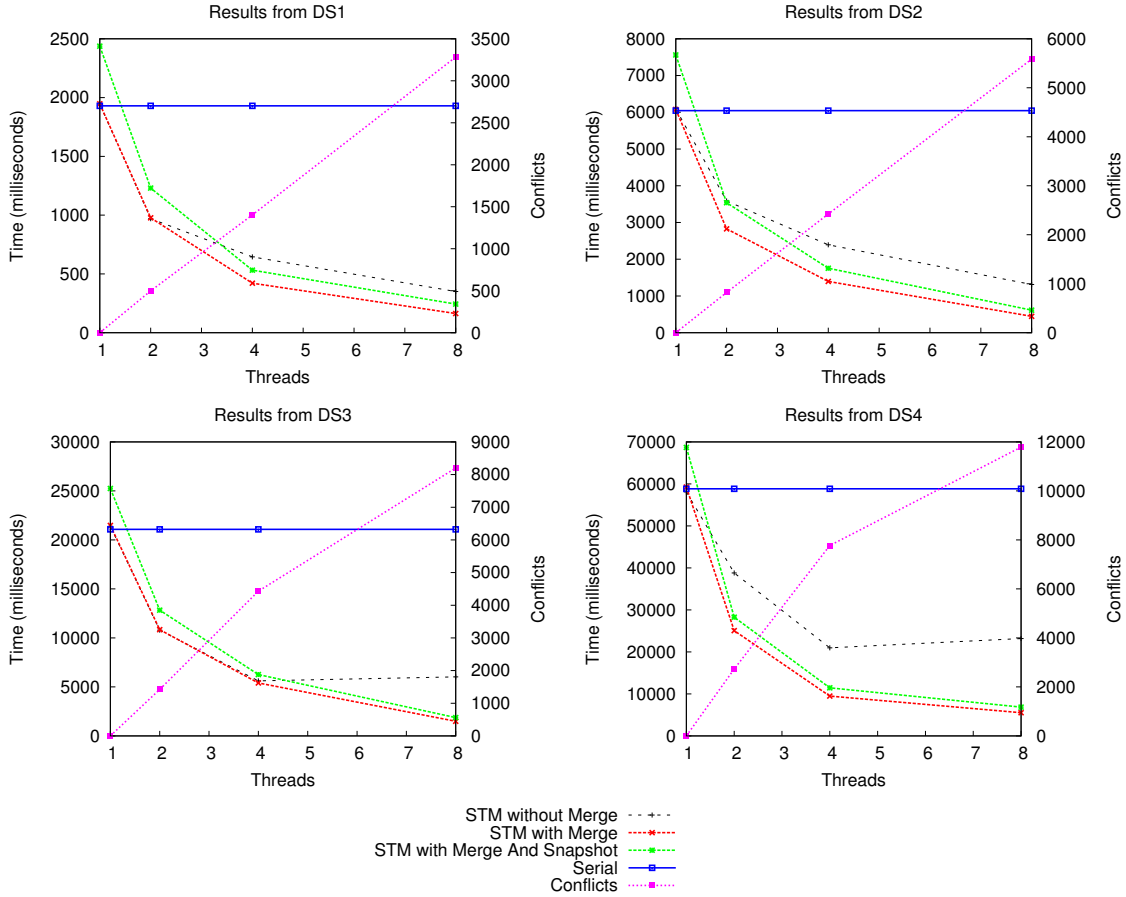 Results from DS1
2500
2000
1500
1000
500
0
3500
3000
2500
2000
1500
1000
500
0
1 2 3 4 5 6 7 8
Time (milliseconds)
Conflicts
Threads
Results from DS2
8000
7000
6000
5000
4000
3000
2000
1000
0
6000
5000
4000
3000
2000
1000
0
1 2 3 4 5 6 7 8
Time (milliseconds)
Conflicts
Threads
Results from DS3
30000
25000
20000
15000
10000
5000
0
9000
8000
7000
6000
5000
4000
3000
2000
1000
0
1 2 3 4 5 6 7 8
Time (milliseconds)
Conflicts
Threads
Results from DS4
70000
60000
50000
40000
30000
20000
10000
0
12000
10000
8000
6000
4000
2000
0
1 2 3 4 5 6 7 8
Time (milliseconds)
Conflicts
Threads
STM without Merge
STM with Merge
STM with Merge And Snapshot
Serial
Conflicts